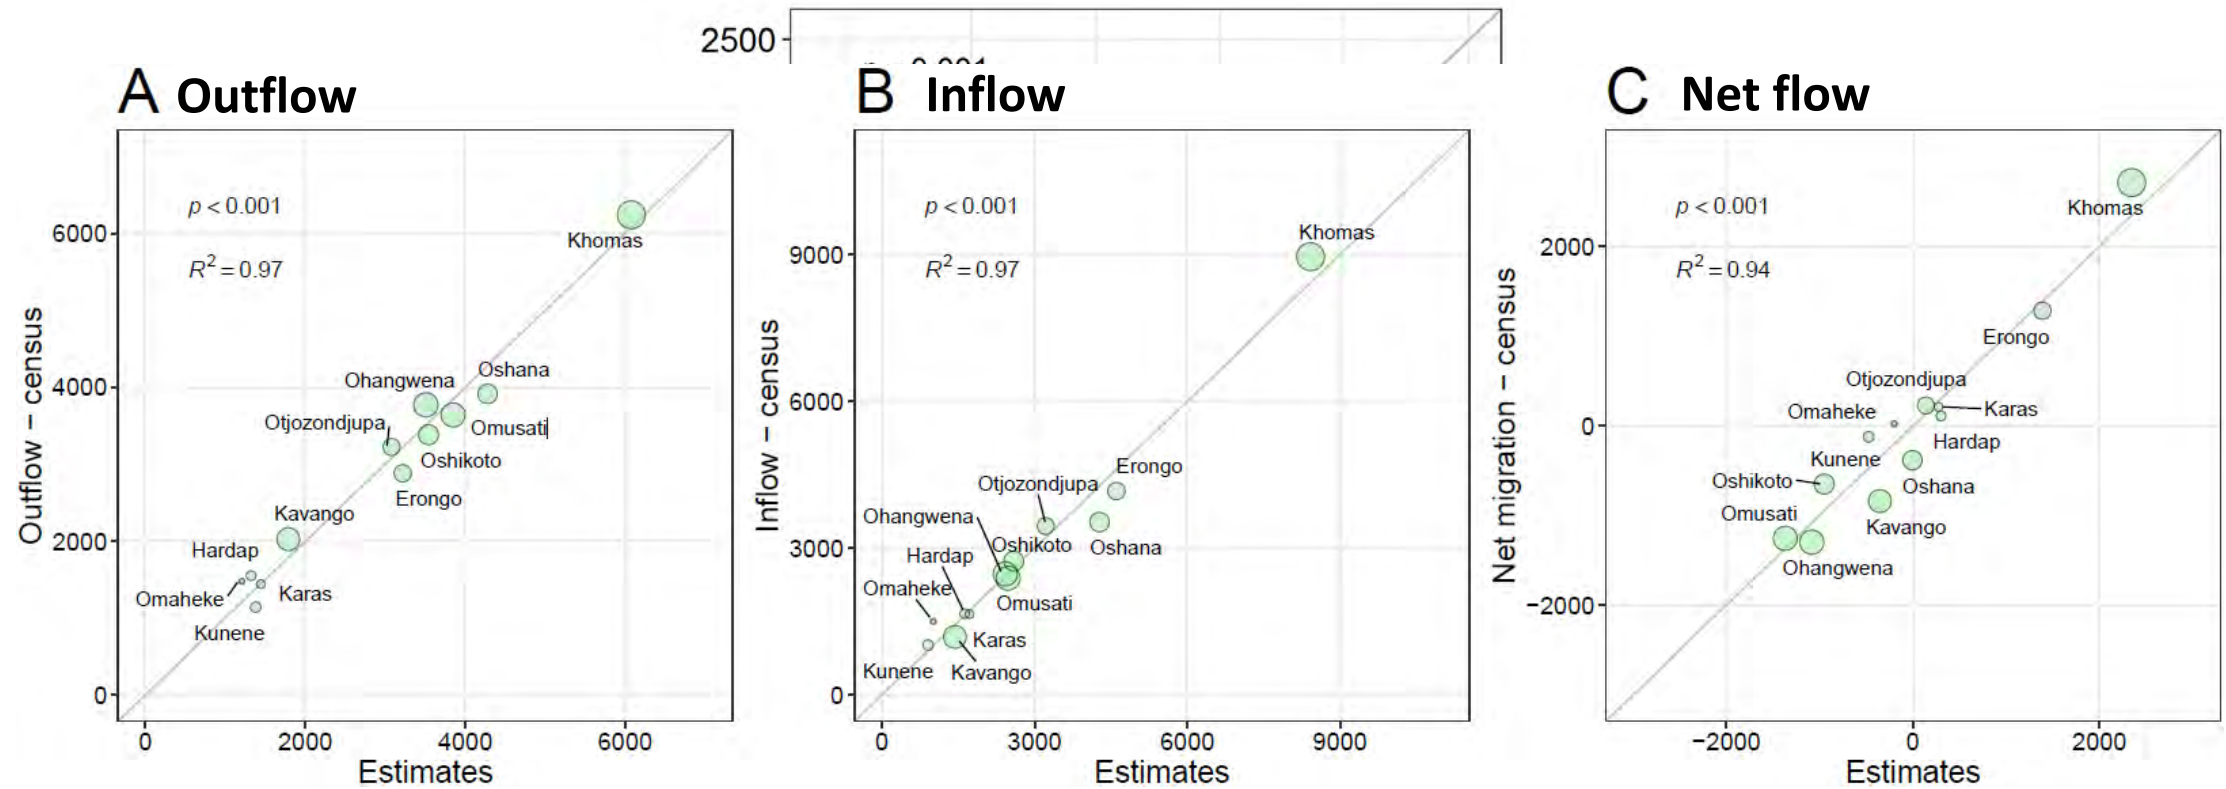 2500
A Outflow
p < 0.001
R² = 0.97
Outflow – census
6000
4000
2000
0
0 2000 4000 6000
Estimates
Khomas
Oshana
Ohangwena
Otjozondjupa
Omusati
Oshikoto
Erongo
Kavango
Hardap
Omaheke
Karas
Kunene
B Inflow
p < 0.001
R² = 0.97
Inflow – census
9000
6000
3000
0
0 3000 6000 9000
Estimates
Khomas
Erongo
Otjozondjupa
Ohangwena
Oshikoto
Oshana
Hardap
Omaheke
Omusati
Karas
Kunene
Kavango
C Net flow
p < 0.001
R² = 0.94
Net migration – census
2000
0
−2000
−2000 0 2000
Estimates
Khomas
Erongo
Otjozondjupa
Omaheke
Karas
Hardap
Kunene
Oshikoto
Oshana
Omusati
Kavango
Ohangwena